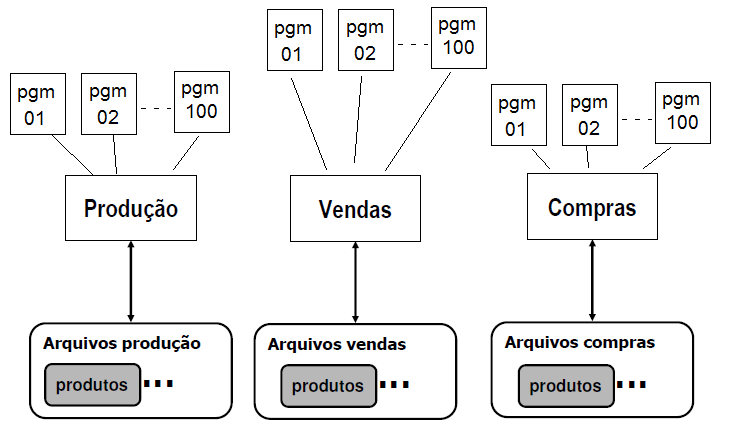 pgm 01
pgm 02
pgm 100
Produção
Arquivos produção
produtos ...
pgm 01
pgm 02
pgm 100
Vendas
Arquivos vendas
produtos ...
pgm 01
pgm 02
pgm 100
Compras
Arquivos compras
produtos ...